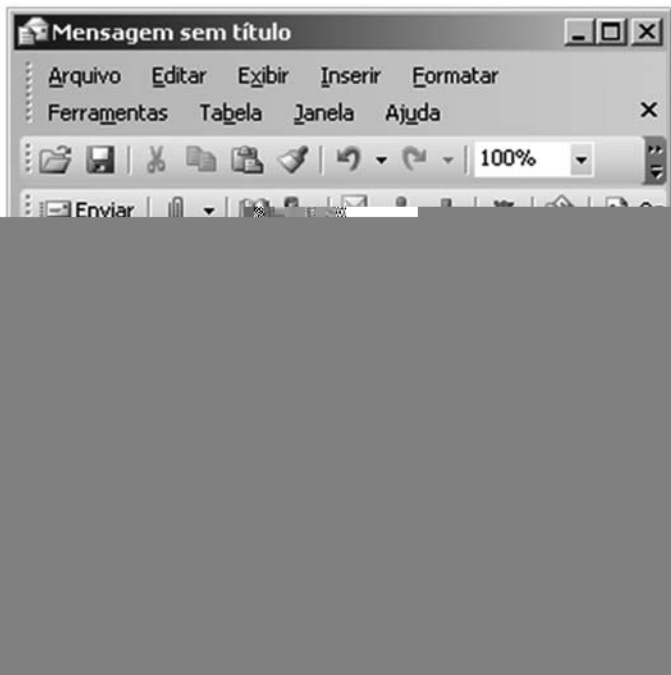 Mensagem sem título
Arquivo Editar Exibir Inserir Formatar
Ferramentas Tabela Janela Ajuda
100%
Enviar